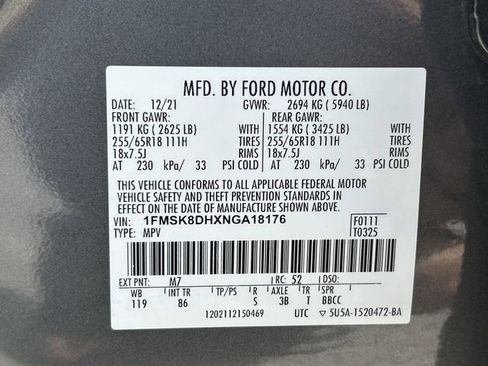 MFD. BY FORD MOTOR CO.
DATE: 12/21 GVWR: 2694 KG ( 5940 LB)
FRONT GAWR: REAR GAWR:
1191 KG ( 2625 LB) WITH 1554 KG ( 3425 LB) WITH
255/65R18 111H TIRES 255/65R18 111H TIRES
18x7.5J RIMS 18x7.5J RIMS
AT 230 kPa/ 33 PSI COLD AT 230 kPa/ 33 PSI COLD
THIS VEHICLE CONFORMS TO ALL APPLICABLE FEDERAL MOTOR
VEHICLE SAFETY AND THEFT PREVENTION STANDARDS IN
EFFECT ON THE DATE OF MANUFACTURE SHOWN ABOVE.
VIN: 1FMSK8DHXNGA18176 F0111
TYPE: MPV T0325
EXT PNT: M7 RC: 52
WB INT TR TP/PS R AXLE TR SPR
119 86 S 3B T BBCC
1202112150469 UTC ▽5U5A-1520472-BA